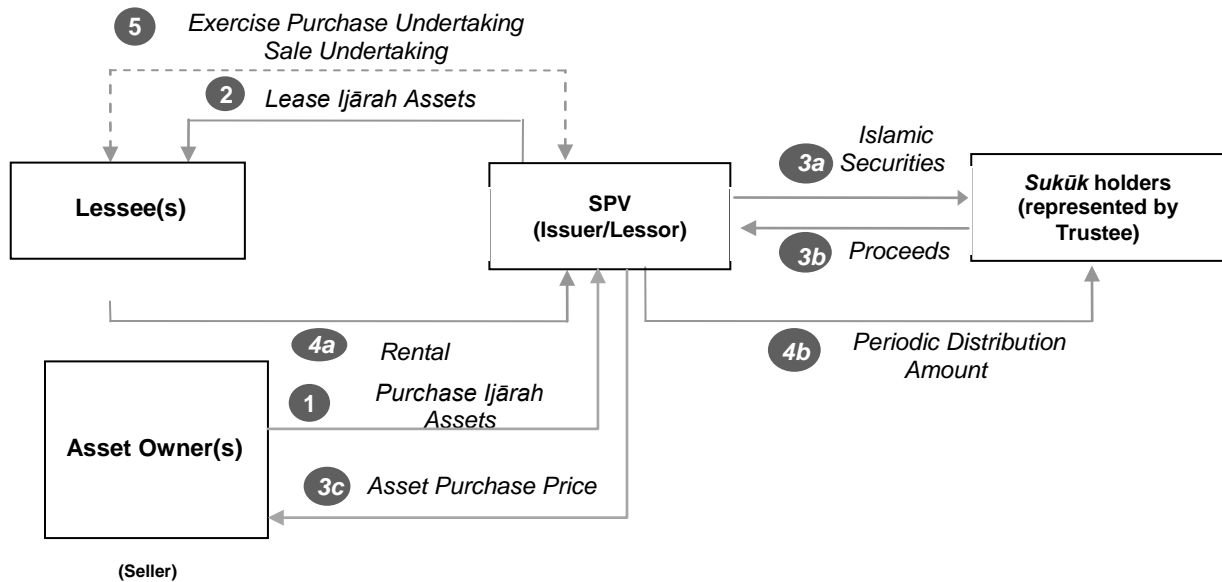 5
Exercise Purchase Undertaking
Sale Undertaking
2
Lease Ijārah Assets
Lessee(s)
SPV
(Issuer/Lessor)
3a
Islamic
Securities
3b
Proceeds
Sukūk holders
(represented by
Trustee)
4a
Rental
4b
Periodic Distribution
Amount
1
Purchase Ijārah
Assets
Asset Owner(s)
3c
Asset Purchase Price
(Seller)